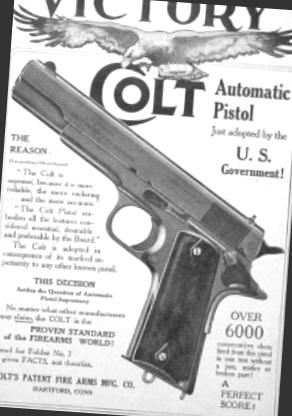 VICTORY
COLT
Automatic
Pistol
Just adopted by the
U. S.
Government!
THE
REASON
"The Colt is
superior, because it is more
reliable, the more enduring
and the more accurate.
"The Colt Pistol em-
bodies all the features con-
sidered essential, desirable
and preferable by the Board."
The Colt is adopted in
consequence of its marked su-
periority to any other known pistol.
THIS DECISION
Settles the Question of Automatic
Pistol Supremacy
No matter what other manufacturers
may claim, the COLT is the
PROVEN STANDARD
of the FIREARMS WORLD!
for Folder No. 7
gives FACTS, not theories.
COLT'S PATENT FIRE ARMS MFG. CO.
HARTFORD, CONN.
OVER
6000
consecutive shots
fired from this pistol
in one test without
a jam, misfire or
broken part!
A
PERFECT
SCORE!